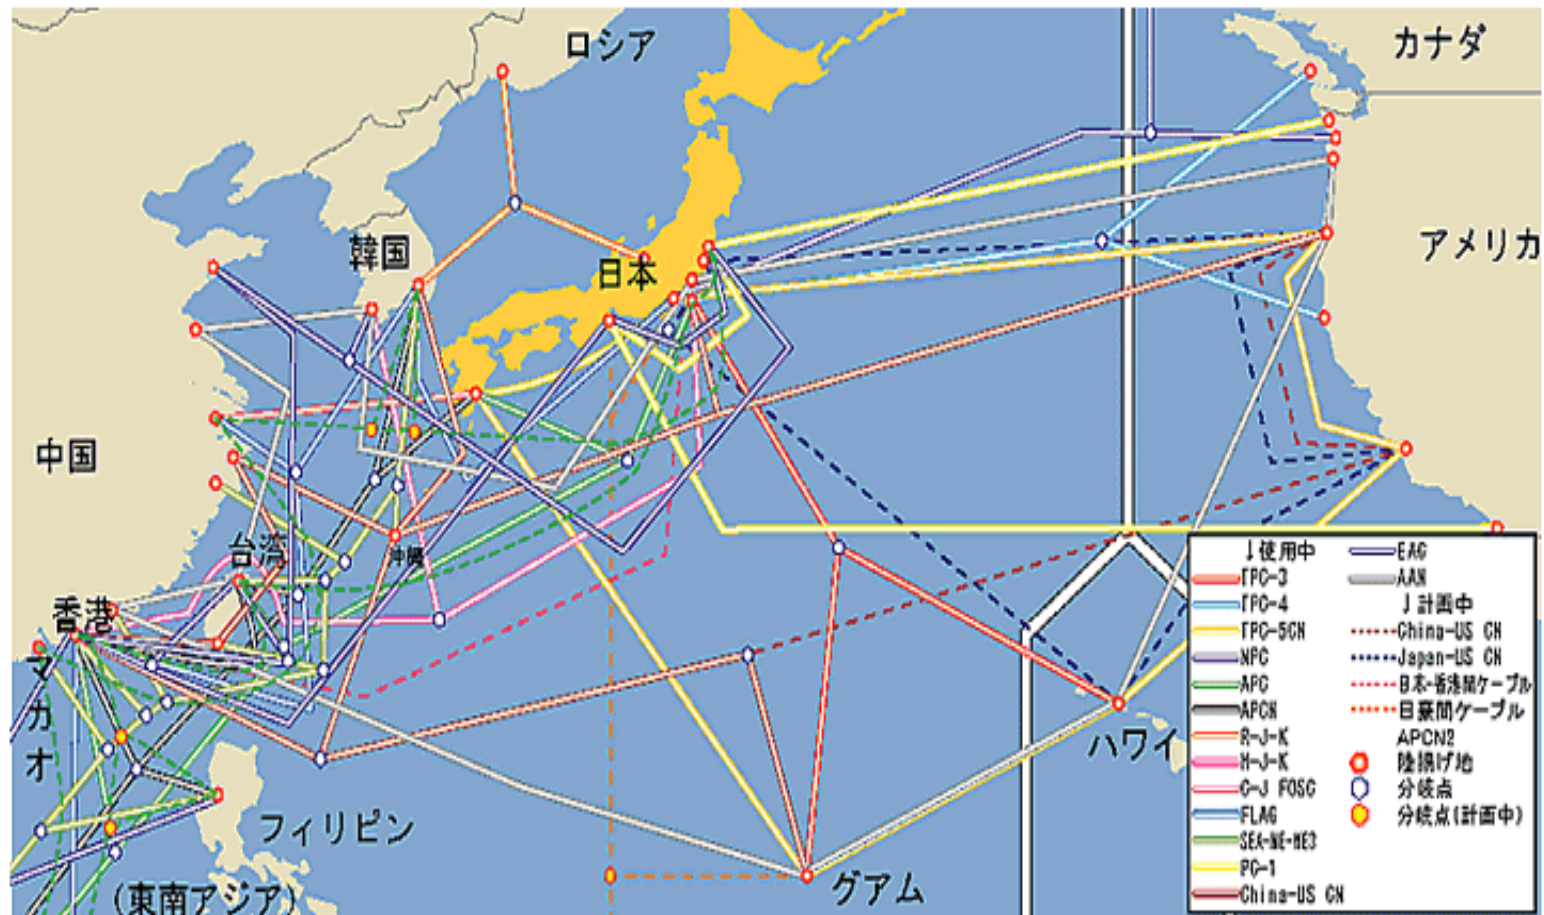 ロシア
カナダ
韓国
日本
アメリカ
中国
台湾
沖縄
香港
マカオ
ハワイ
フィリピン
グアム
(東南アジア)
↓使用中
TPC-3
TPC-4
TPC-5CN
NPC
APC
APCN
R-J-K
H-J-K
C-J FOSC
FLAG
SEA-ME-WE3
PC-1
China-US CN
EAC
AAN
↓計画中
China-US CN
Japan-US CN
日本-香港間ケーブル
日豪間ケーブル
APCN2
陸揚げ地
分岐点
分岐点(計画中)